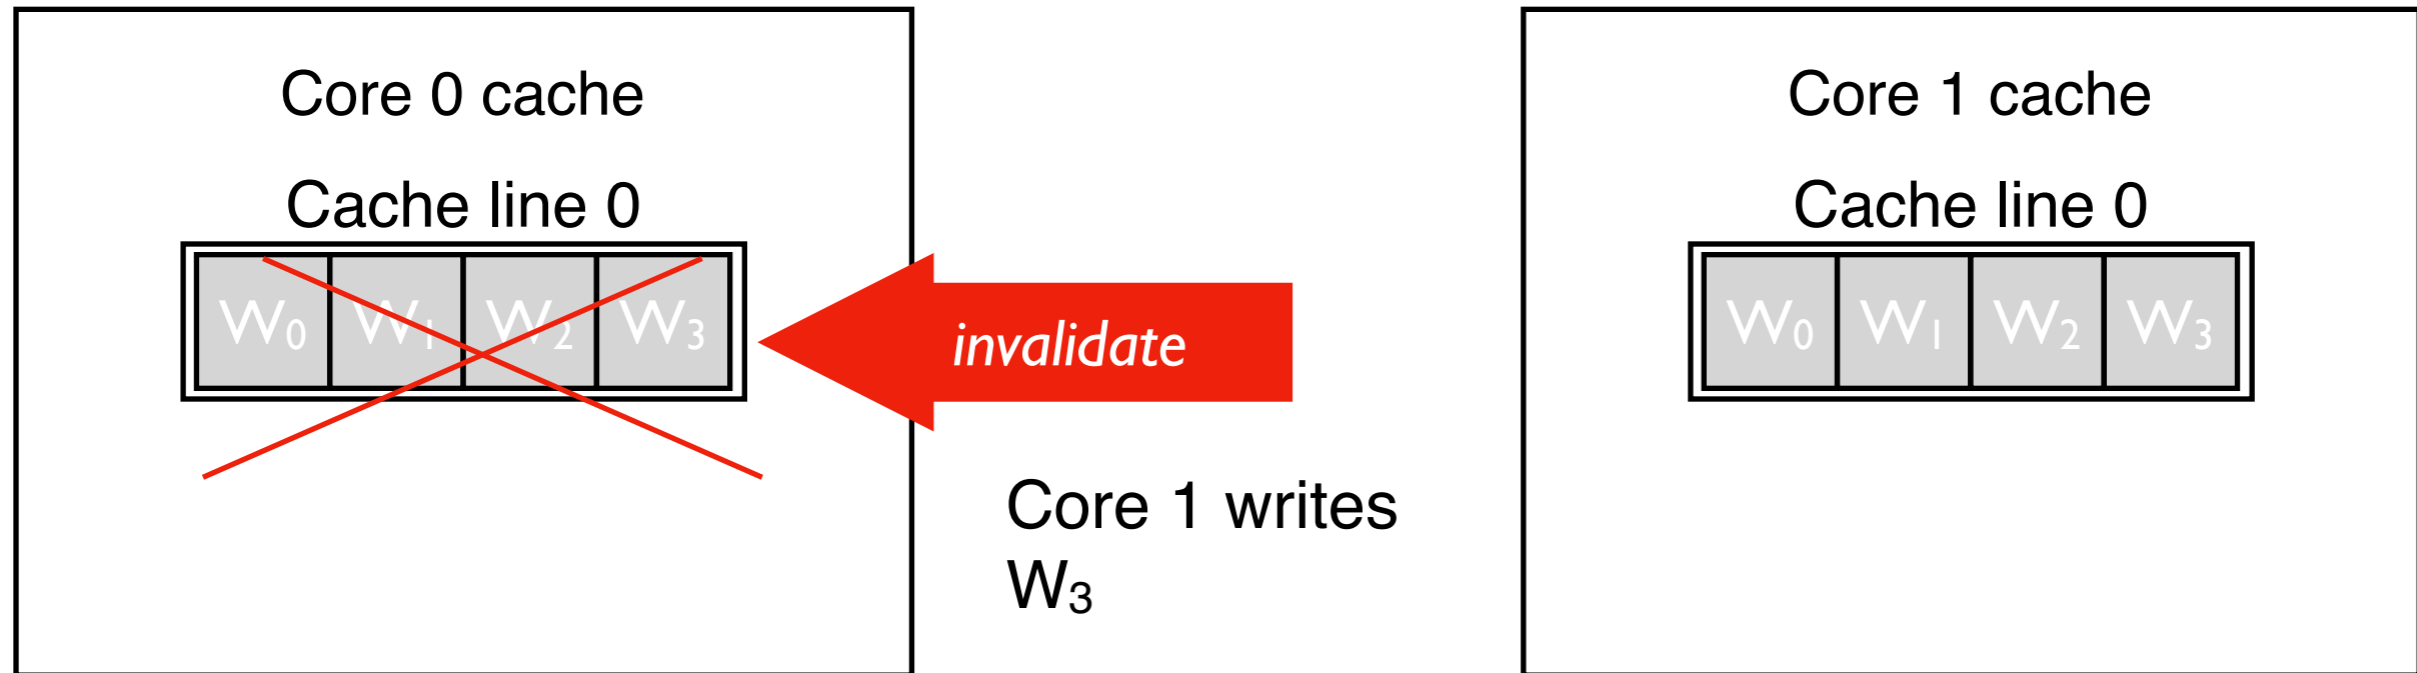 Core 0 cache
Cache line 0
W₀ W₁ W₂ W₃
invalidate
Core 1 writes
W₃
Core 1 cache
Cache line 0
W₀ W₁ W₂ W₃